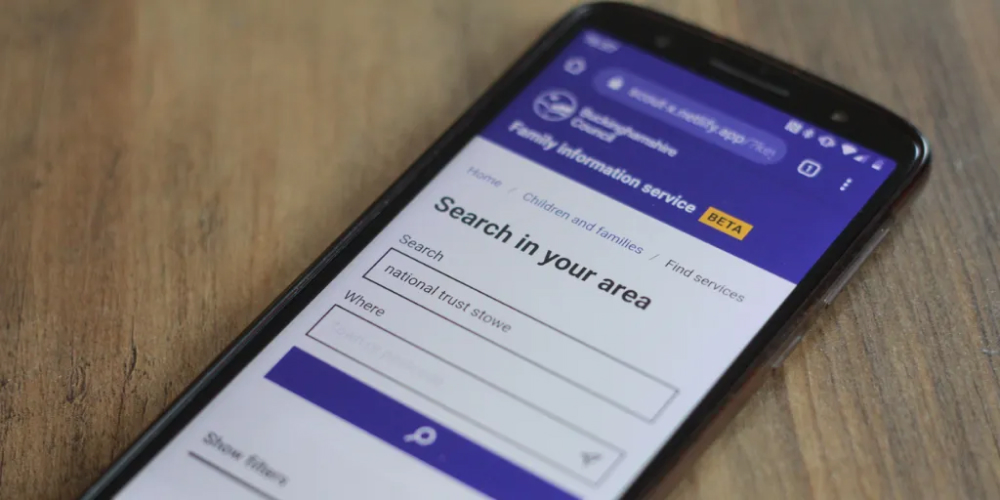 scout-x.netlify.app/?ke
1
Buckinghamshire
Council
Family information service BETA
Home / Children and families / Find services
Search in your area
Search
national trust stowe
Where
Show filters